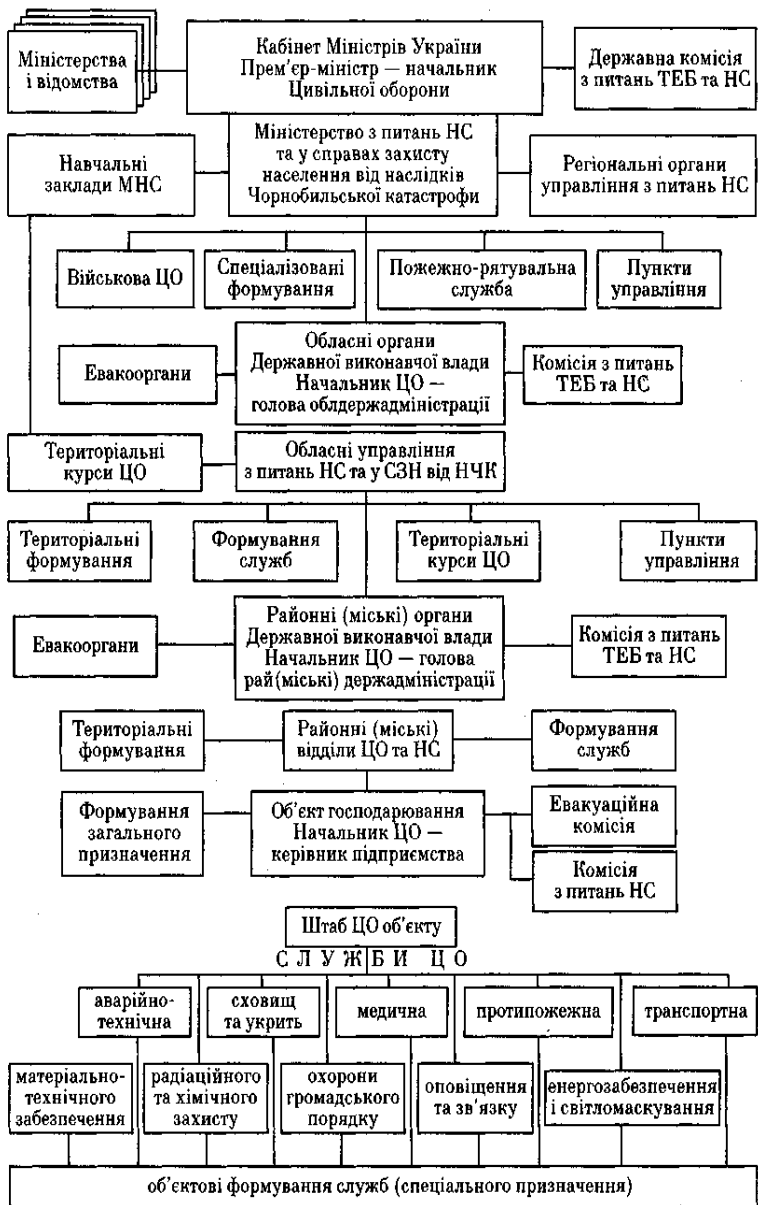 Міністерства
і відомства
Кабінет Міністрів України
Прем’єр-міністр — начальник
Цивільної оборони
Державна комісія
з питань ТЕБ та НС
Навчальні
заклади МНС
Міністерство з питань НС
та у справах захисту
населення від наслідків
Чорнобильської катастрофи
Регіональні органи
управління з питань НС
Військова ЦО
Спеціалізовані
формування
Пожежно-рятувальна
служба
Пункти
управління
Евакооргани
Обласні органи
Державної виконавчої влади
Начальник ЦО —
голова облдержадміністрації
Комісія з питань
ТЕБ та НС
Територіальні
курси ЦО
Обласні управління
з питань НС та у СЗН від НЧК
Територіальні
формування
Формування
служб
Територіальні
курси ЦО
Пункти
управління
Евакооргани
Районні (міські) органи
Державної виконавчої влади
Начальник ЦО — голова
рай(міські) держадміністрації
Комісія з питань
ТЕБ та НС
Територіальні
формування
Районні (міські)
відділи ЦО та НС
Формування
служб
Формування
загального
призначення
Об’єкт господарювання
Начальник ЦО —
керівник підприємства
Евакуаційна
комісія
Комісія
з питань НС
Штаб ЦО об’єкту
СЛУЖБИ ЦО
аварійно-
технічна
сховищ
та укрить
медична
протипожежна
транспортна
матеріально-
технічного
забезпечення
радіаційного
та хімічного
захисту
охорони
громадського
порядку
оповіщення
та зв’язку
енергозабезпечення
і світломаскування
об’єктові формування служб (спеціального призначення)